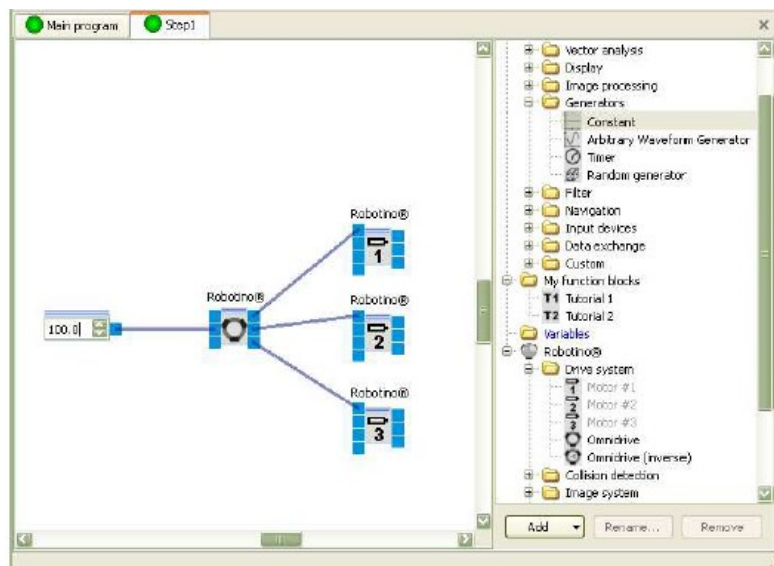 Main program
Step1
Robotino®
1
Robotino®
Robotino®
100.0
2
Robotino®
3
Vector analysis
Display
Image processing
Generators
Constant
Arbitrary Waveform Generator
Timer
Random generator
Filter
Navigation
Input devices
Data exchange
Custom
My function blocks
T1 Tutorial 1
T2 Tutorial 2
Variables
Robotino®
Drive system
1 Motor #1
2 Motor #2
3 Motor #3
Omnidrive
Omnidrive (inverse)
Collision detection
Image system
Add
Rename...
Remove